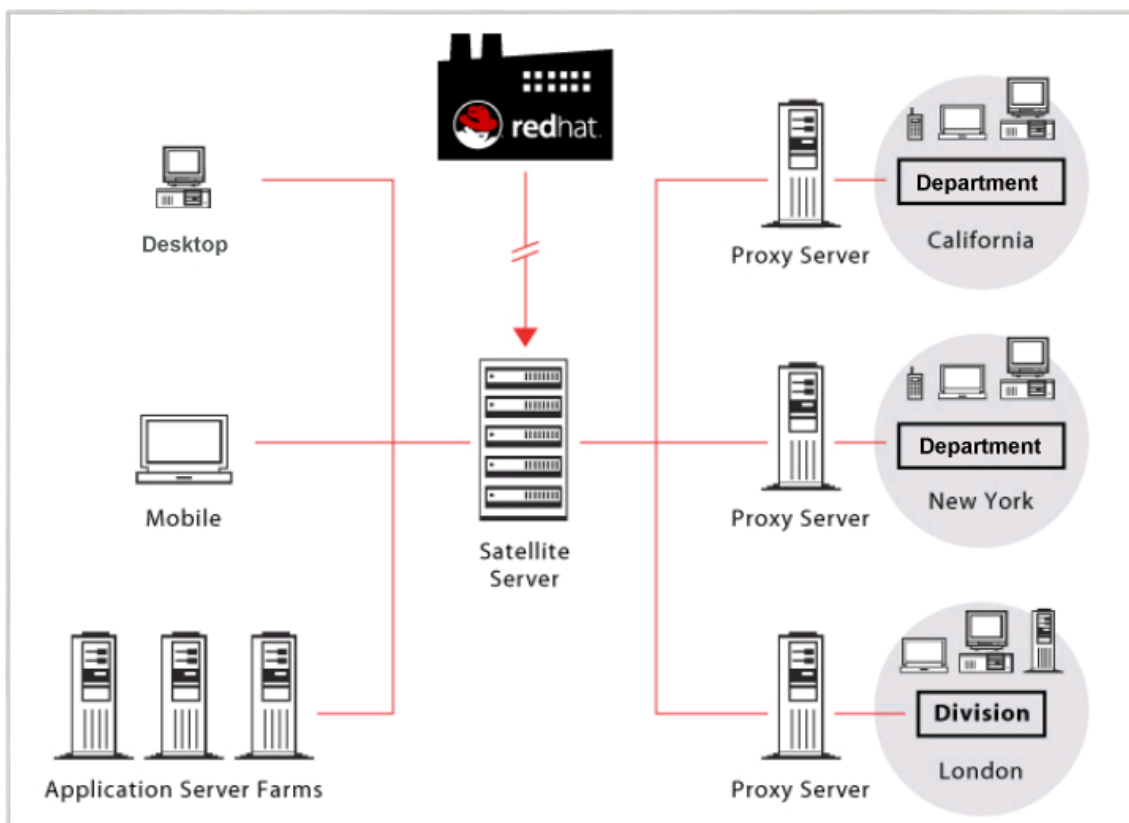 redhat.
Desktop
Proxy Server
Department
California
Mobile
Satellite
Server
Proxy Server
Department
New York
Application Server Farms
Proxy Server
Division
London